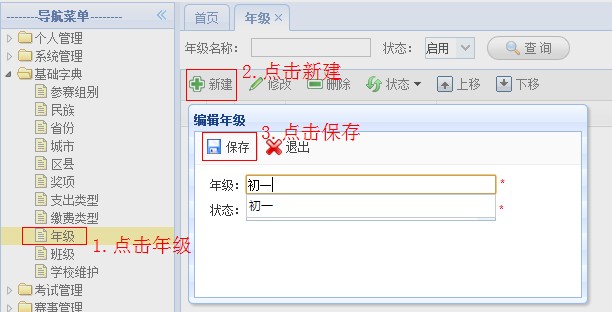 --------导航菜单--------
首页
年级
个人管理
系统管理
基础字典
参赛组别
民族
省份
城市
区县
奖项
支出类型
缴费类型
年级
班级
学校维护
考试管理
赛事管理
1. 点击年级
年级名称：
状态：
启用
查 询
2. 点击新建
新建
修改
删除
状态
上移
下移
编辑年级
3. 点击保存
保存
退出
年级：
初一
*
状态：
初一
*